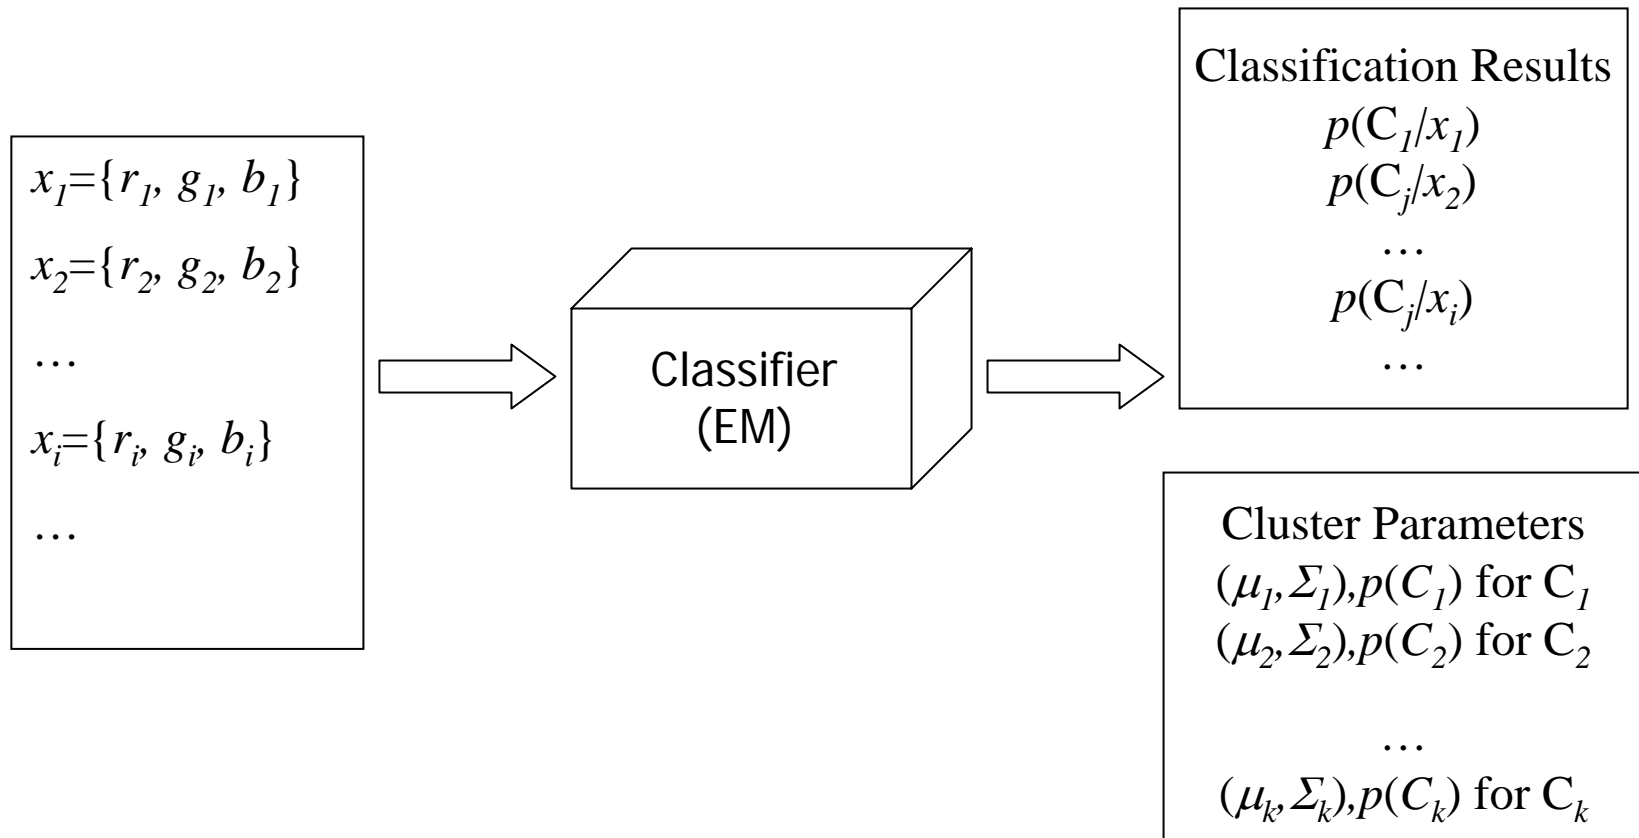 x₁={r₁, g₁, b₁}
x₂={r₂, g₂, b₂}
…
xᵢ={rᵢ, gᵢ, bᵢ}
…
Classifier
(EM)
Classification Results
p(C₁/x₁)
p(Cⱼ/x₂)
…
p(Cⱼ/xᵢ)
…
Cluster Parameters
(μ₁,Σ₁),p(C₁) for C₁
(μ₂,Σ₂),p(C₂) for C₂
…
(μₖ,Σₖ),p(Cₖ) for Cₖ